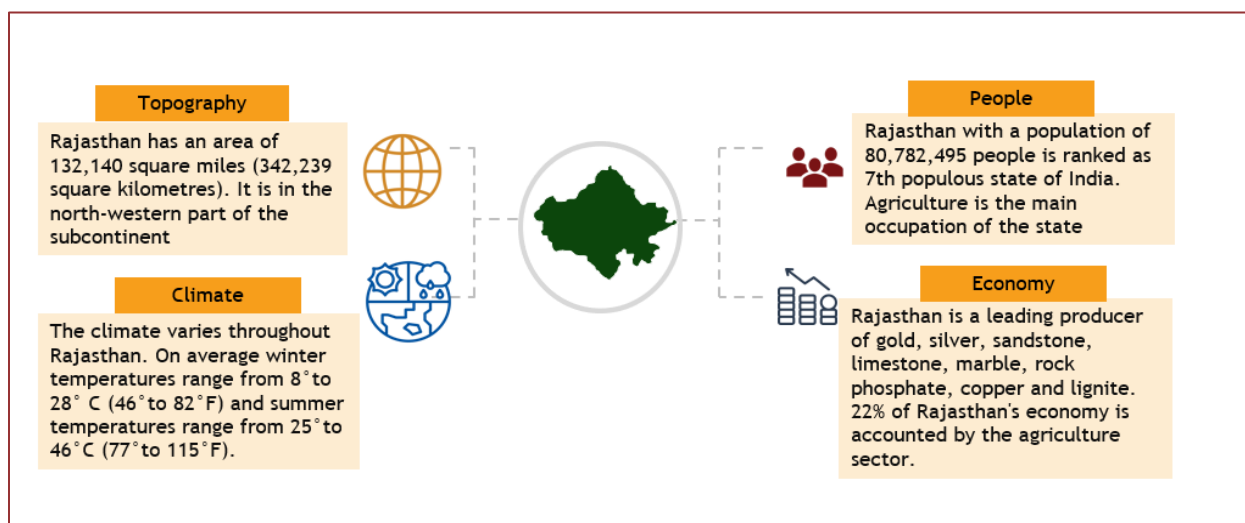 Topography
Rajasthan has an area of
132,140 square miles (342,239
square kilometres). It is in the
north-western part of the
subcontinent
Climate
The climate varies throughout
Rajasthan. On average winter
temperatures range from 8°to
28° C (46°to 82°F) and summer
temperatures range from 25°to
46°C (77°to 115°F).
People
Rajasthan with a population of
80,782,495 people is ranked as
7th populous state of India.
Agriculture is the main
occupation of the state
Economy
Rajasthan is a leading producer
of gold, silver, sandstone,
limestone, marble, rock
phosphate, copper and lignite.
22% of Rajasthan's economy is
accounted by the agriculture
sector.